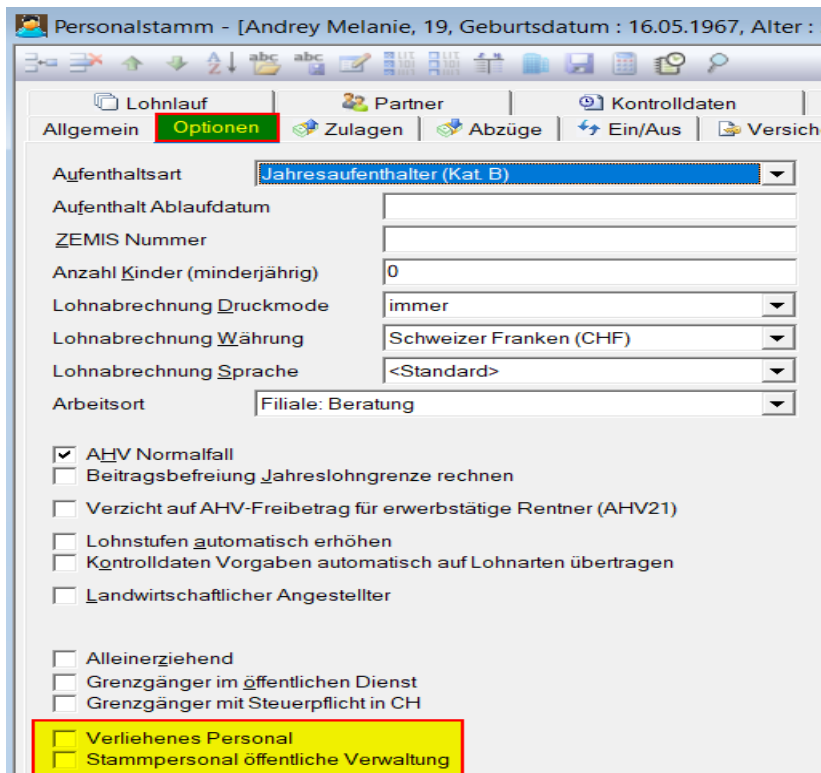 Personalstamm - [Andrey Melanie, 19, Geburtsdatum : 16.05.1967, Alter :
Lohnlauf Partner Kontrolldaten
Allgemein Optionen Zulagen Abzüge Ein/Aus Versich
Aufenthaltsart Jahresaufenthalter (Kat. B)
Aufenthalt Ablaufdatum
ZEMIS Nummer
Anzahl Kinder (minderjährig) 0
Lohnabrechnung Druckmode immer
Lohnabrechnung Währung Schweizer Franken (CHF)
Lohnabrechnung Sprache <Standard>
Arbeitsort Filiale: Beratung
AHV Normalfall
Beitragsbefreiung Jahreslohngrenze rechnen
Verzicht auf AHV-Freibetrag für erwerbstätige Rentner (AHV21)
Lohnstufen automatisch erhöhen
Kontrolldaten Vorgaben automatisch auf Lohnarten übertragen
Landwirtschaftlicher Angestellter
Alleinerziehend
Grenzgänger im öffentlichen Dienst
Grenzgänger mit Steuerpflicht in CH
Verliehenes Personal
Stammpersonal öffentliche Verwaltung